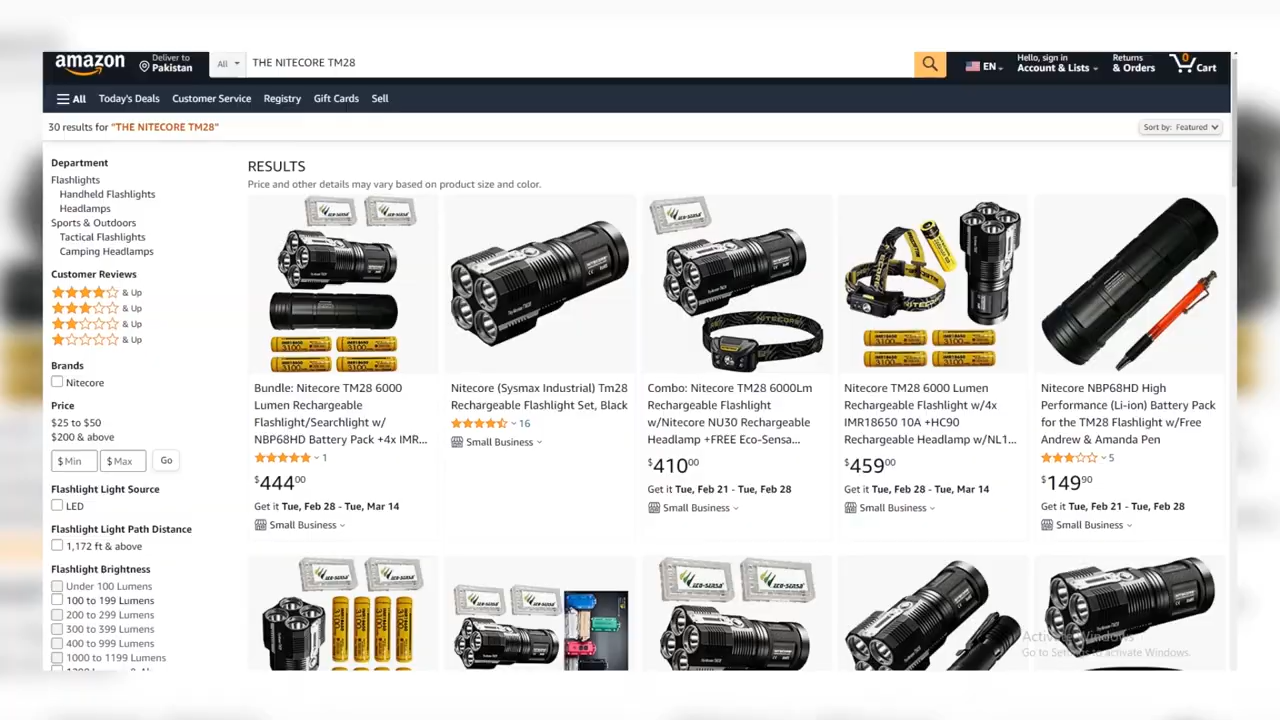 amazon
Deliver to
Pakistan
All
THE NITECORE TM28
EN
Hello, sign in
Account & Lists
Returns
& Orders
0
Cart
All
Today's Deals
Customer Service
Registry
Gift Cards
Sell
30 results for "THE NITECORE TM28"
Sort by: Featured
Department
Flashlights
Handheld Flashlights
Headlamps
Sports & Outdoors
Tactical Flashlights
Camping Headlamps
Customer Reviews
& Up
& Up
& Up
& Up
Brands
Nitecore
Price
$25 to $50
$200 & above
$ Min
$ Max
Go
Flashlight Light Source
LED
Flashlight Light Path Distance
1,172 ft & above
Flashlight Brightness
Under 100 Lumens
100 to 199 Lumens
200 to 299 Lumens
300 to 399 Lumens
400 to 999 Lumens
1000 to 1199 Lumens
RESULTS
Price and other details may vary based on product size and color.
Bundle: Nitecore TM28 6000
Lumen Rechargeable
Flashlight/Searchlight w/
NBP68HD Battery Pack +4x IMR...
1
$44400
Get it Tue, Feb 28 - Tue, Mar 14
Small Business
Nitecore (Sysmax Industrial) Tm28
Rechargeable Flashlight Set, Black
16
Small Business
Combo: Nitecore TM28 6000Lm
Rechargeable Flashlight
w/Nitecore NU30 Rechargeable
Headlamp +FREE Eco-Sensa...
$41000
Get it Tue, Feb 21 - Tue, Feb 28
Small Business
Nitecore TM28 6000 Lumen
Rechargeable Flashlight w/4x
IMR18650 10A +HC90
Rechargeable Headlamp w/NL1...
$45900
Get it Tue, Feb 28 - Tue, Mar 14
Small Business
Nitecore NBP68HD High
Performance (Li-ion) Battery Pack
for the TM28 Flashlight w/Free
Andrew & Amanda Pen
5
$14990
Get it Tue, Feb 21 - Tue, Feb 28
Small Business
Activate Windows
Go to Settings to activate Windows.